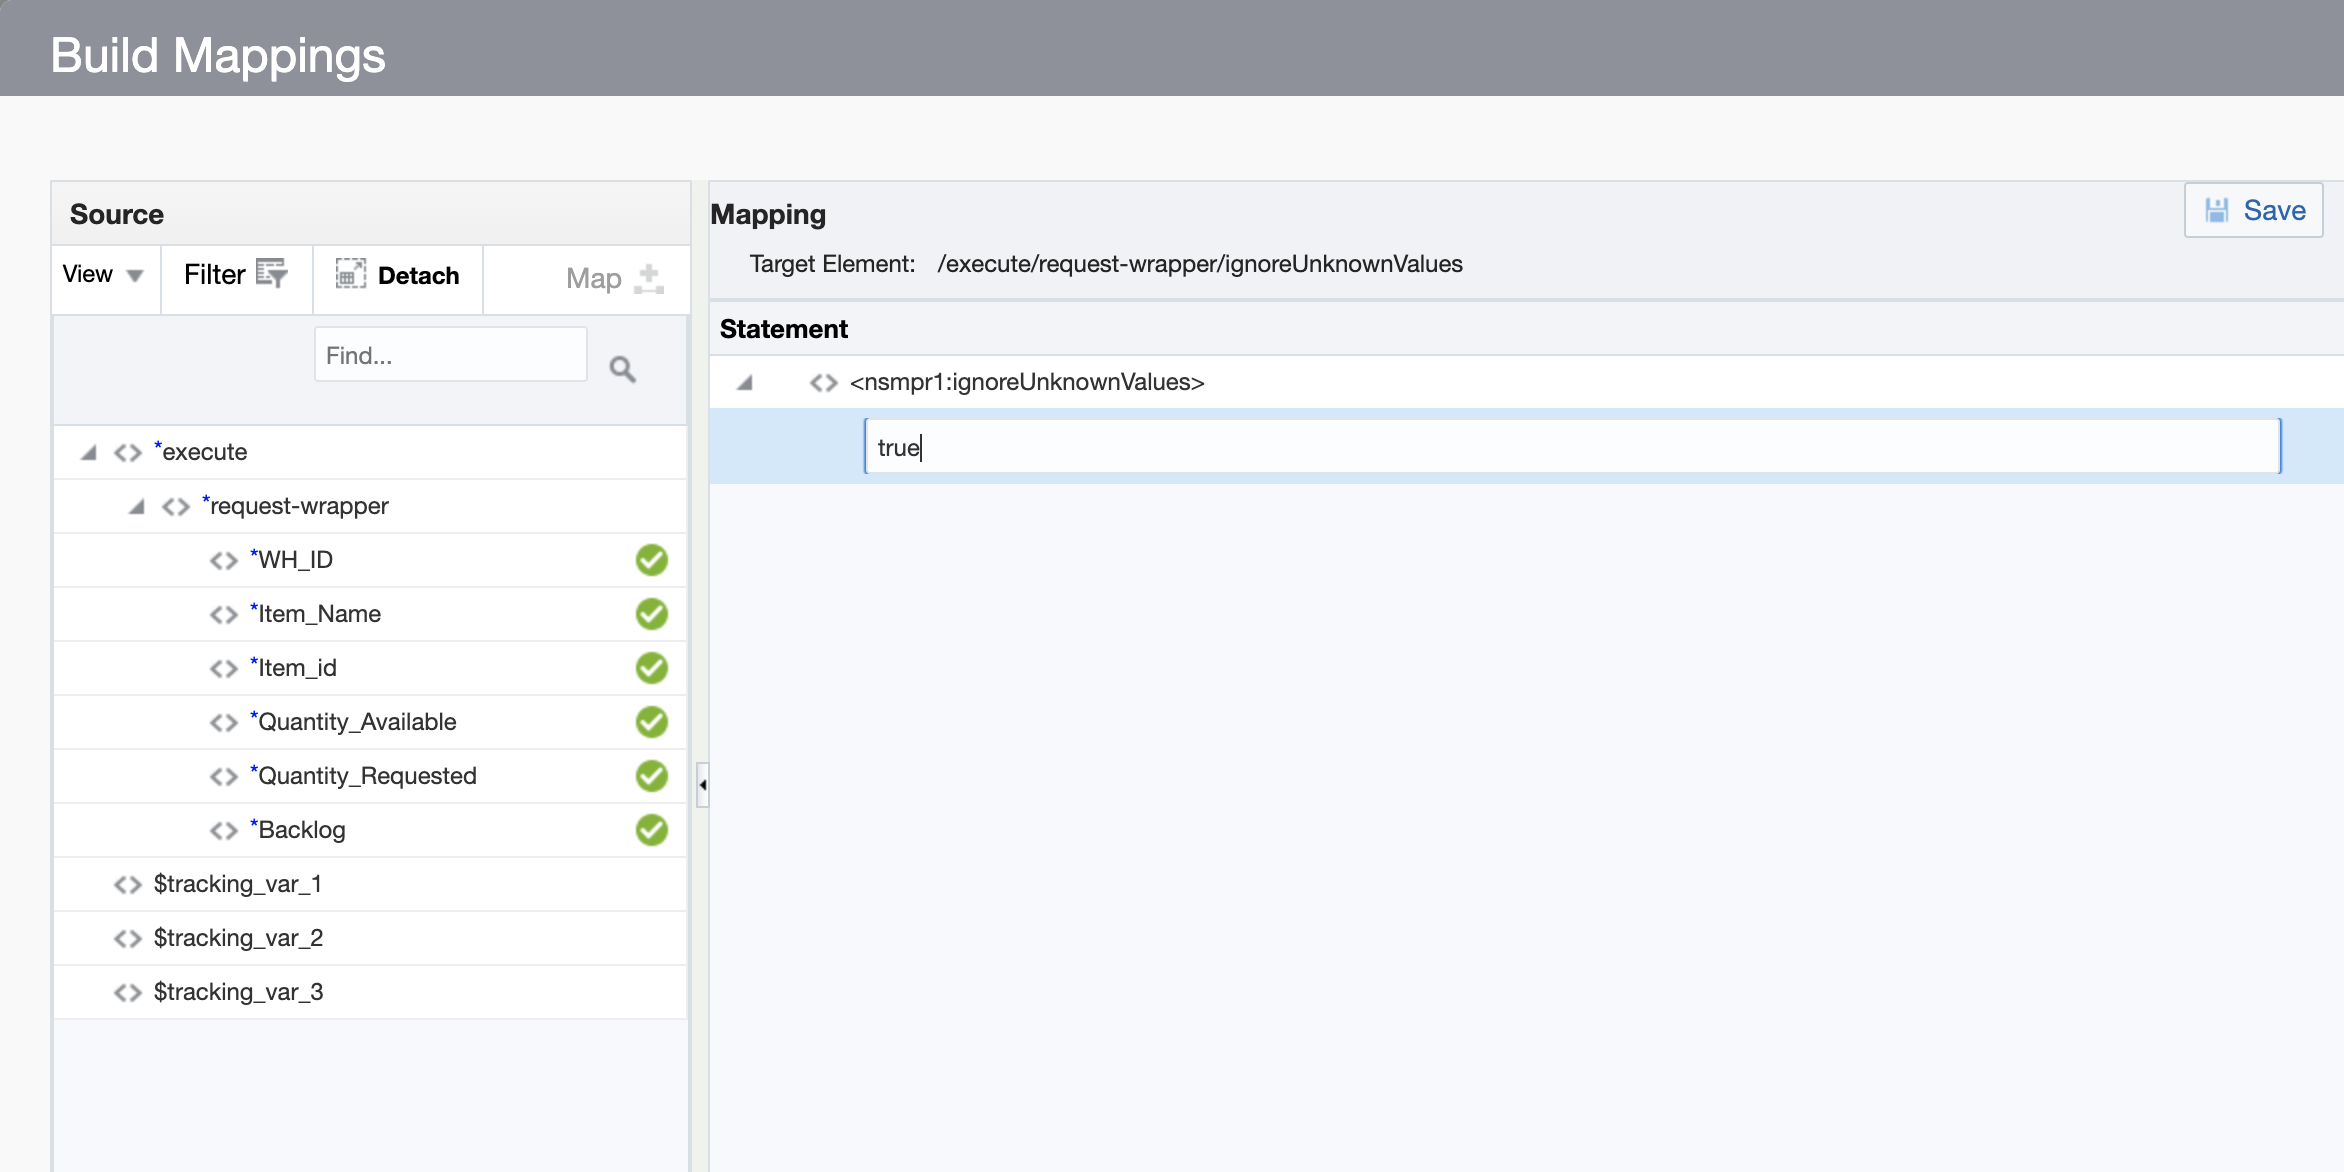 Build Mappings
Source
View Filter Detach Map
Find...
*execute
*request-wrapper
*WH_ID
*Item_Name
*Item_id
*Quantity_Available
*Quantity_Requested
*Backlog
$tracking_var_1
$tracking_var_2
$tracking_var_3
Mapping
Save
Target Element: /execute/request-wrapper/ignoreUnknownValues
Statement
<nsmpr1:ignoreUnknownValues>
true